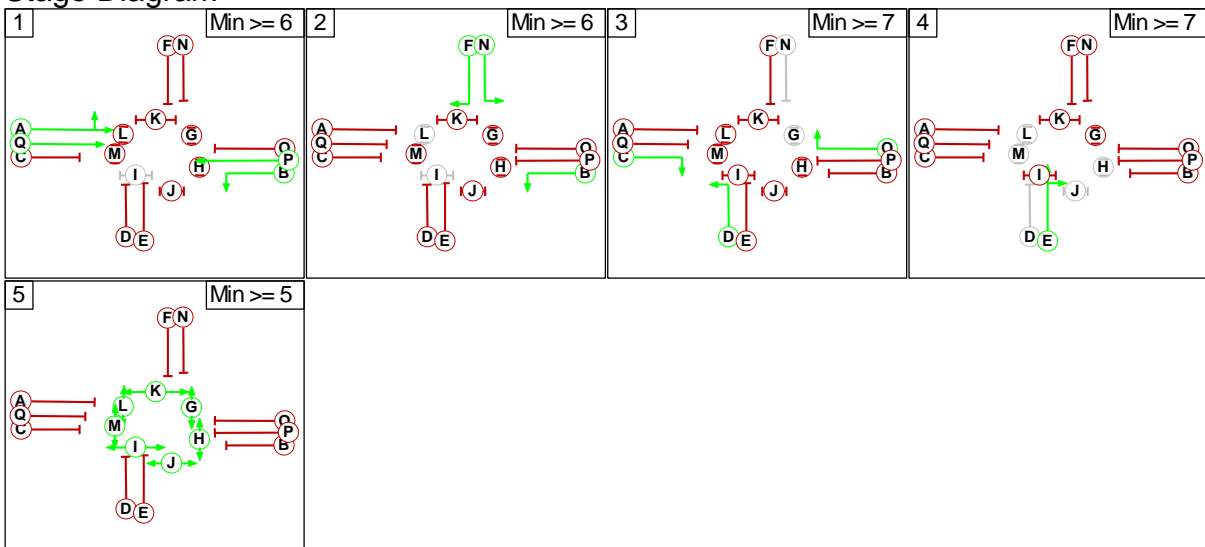 Stage Diagram
1 Min >= 6
F N
K
A L G
Q O
C M H P
I B
J
D E
2 Min >= 6
F N
K
A L G
Q O
C M H P
I B
J
D E
3 Min >= 7
F N
K
A L G
Q O
C M H P
I B
J
D E
4 Min >= 7
F N
K
A L G
Q O
C M H P
I B
J
D E
5 Min >= 5
F N
K
A L G
Q O
C M H P
I B
J
D E